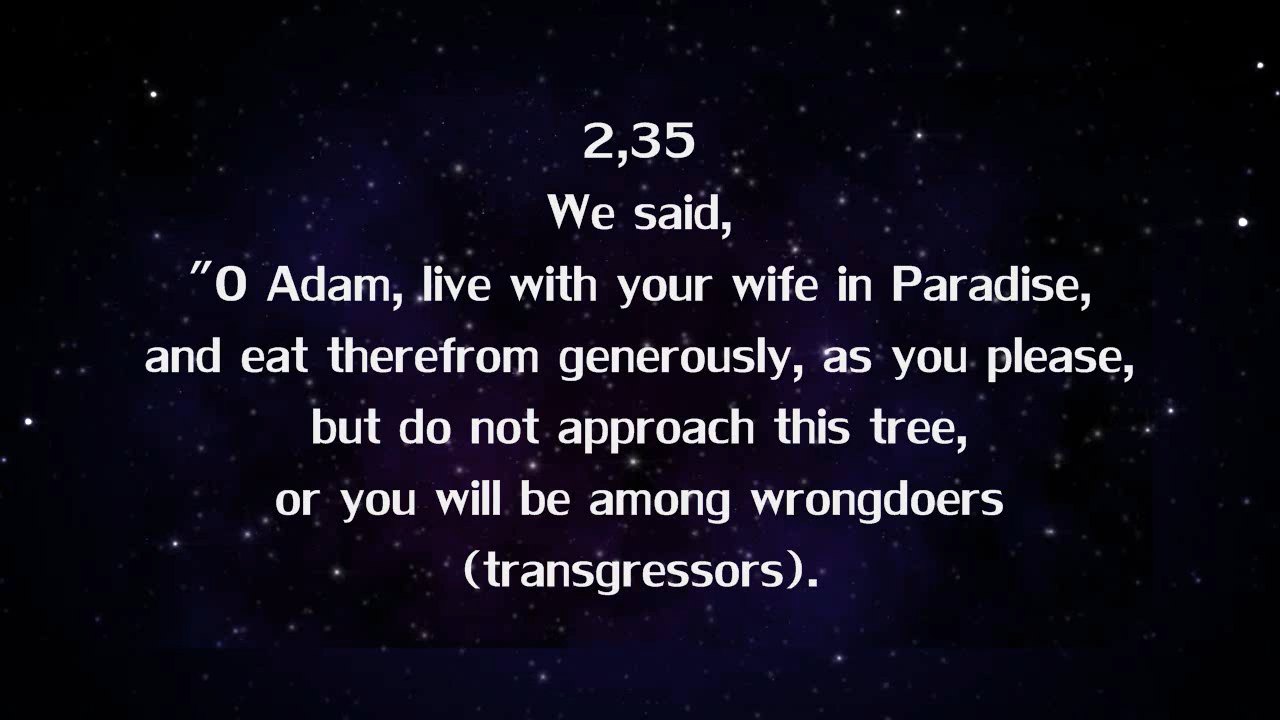 2,35
We said,
"O Adam, live with your wife in Paradise,
and eat therefrom generously, as you please,
but do not approach this tree,
or you will be among wrongdoers
(transgressors).